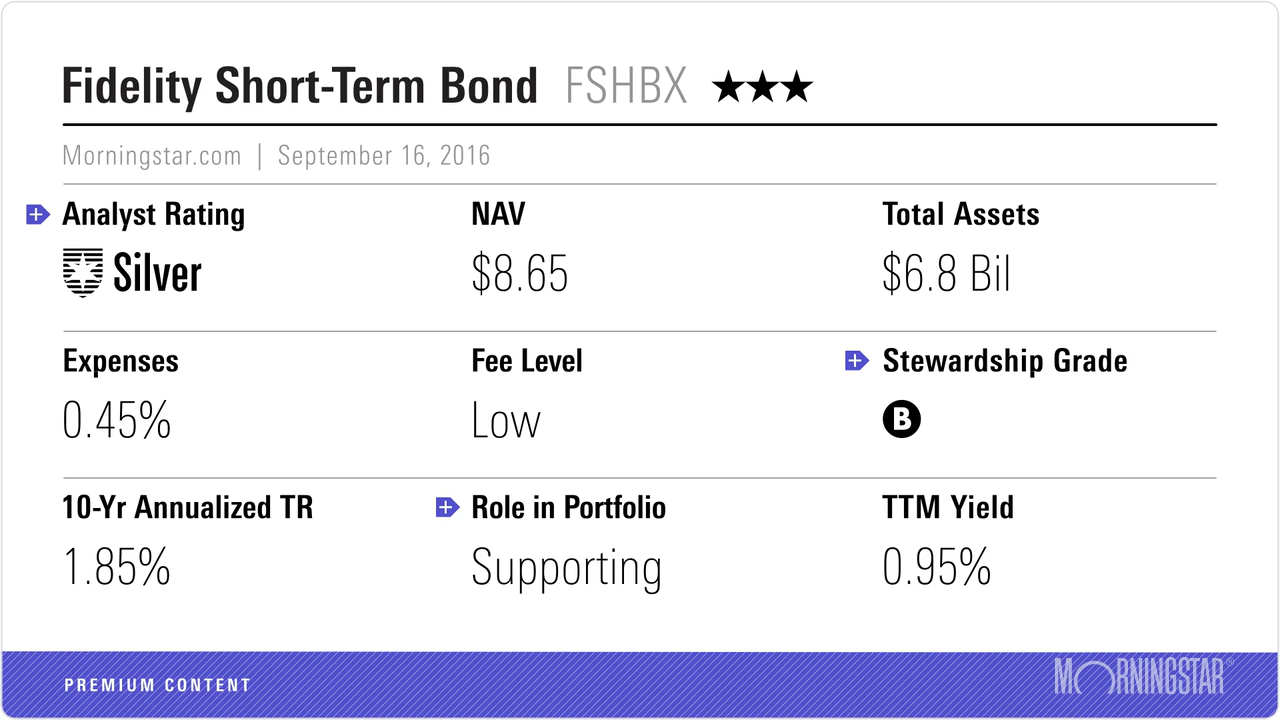 Fidelity Short-Term Bond FSHBX ★★★
Morningstar.com | September 16, 2016
Analyst Rating NAV Total Assets
Silver $8.65 $6.8 Bil
Expenses Fee Level Stewardship Grade
0.45% Low B
10-Yr Annualized TR Role in Portfolio TTM Yield
1.85% Supporting 0.95%
PREMIUM CONTENT MORNINGSTAR®